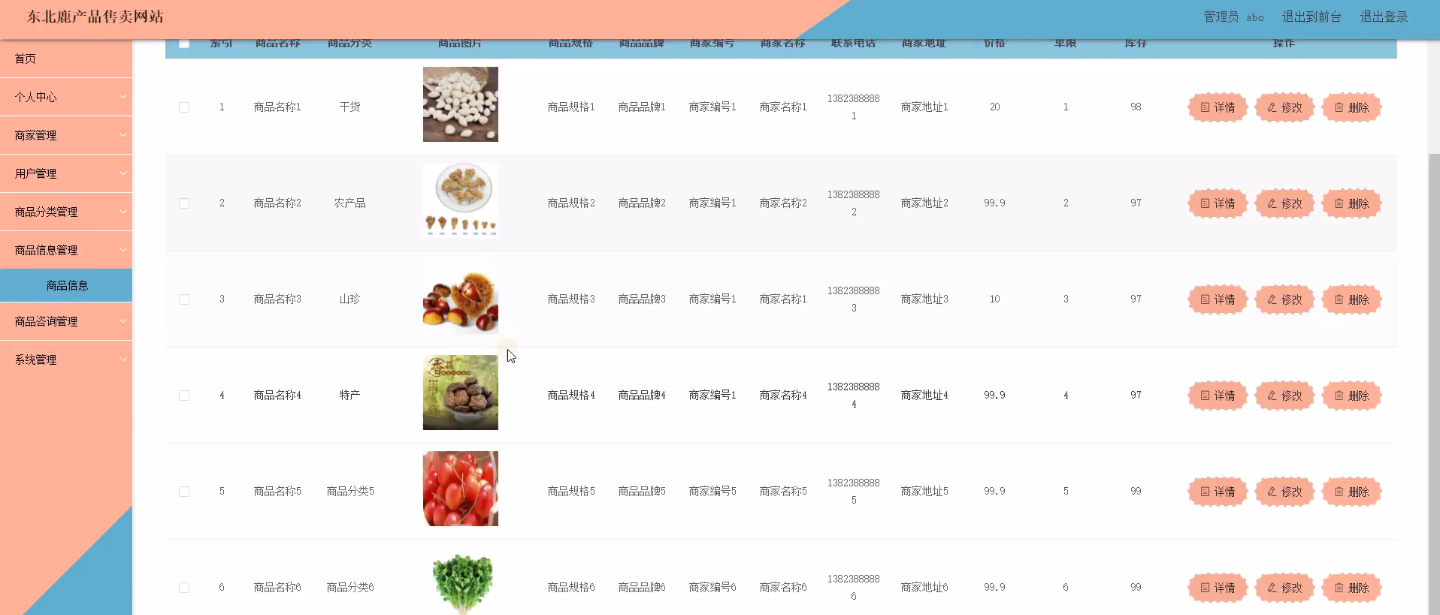 东北鹿产品售卖网站
管理员 abo 退出到前台 退出登录
首页
个人中心
商家管理
用户管理
商品分类管理
商品信息管理
商品信息
商品咨询管理
系统管理
索引 商品名称 商品分类 商品图片 商品规格 商品品牌 商家编号 商家名称 联系电话 商家地址 价格 单限 库存 操作
1 商品名称1 干货 商品规格1 商品品牌1 商家编号1 商家名称1 13823888881 商家地址1 20 1 98 详情 修改 删除
2 商品名称2 农产品 商品规格2 商品品牌2 商家编号1 商家名称2 13823888882 商家地址2 99.9 2 97 详情 修改 删除
3 商品名称3 山珍 商品规格3 商品品牌3 商家编号1 商家名称1 13823888883 商家地址3 10 3 97 详情 修改 删除
4 商品名称4 特产 商品规格4 商品品牌4 商家编号1 商家名称4 13823888884 商家地址4 99.9 4 97 详情 修改 删除
5 商品名称5 商品分类5 商品规格5 商品品牌5 商家编号5 商家名称5 13823888885 商家地址5 99.9 5 99 详情 修改 删除
6 商品名称6 商品分类6 商品规格6 商品品牌6 商家编号6 商家名称6 13823888886 商家地址6 99.9 6 99 详情 修改 删除